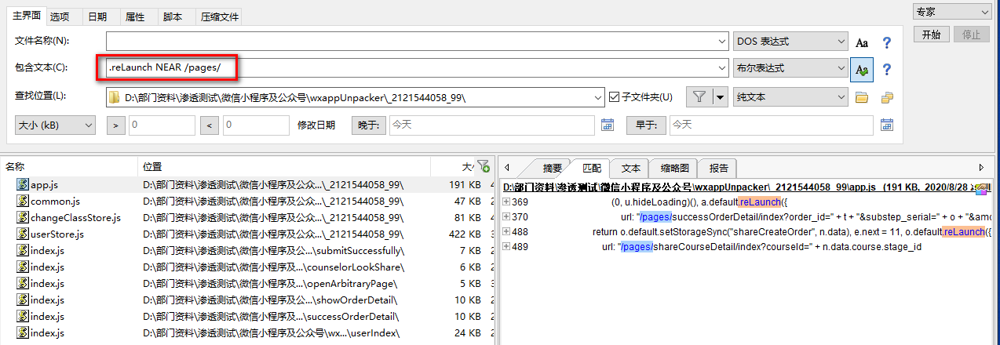 主界面 选项 日期 属性 脚本 压缩文件 专家
开始 停止
文件名称(N): DOS 表达式 Aa ?
包含文本(C): .reLaunch NEAR /pages/ 布尔表达式 Aa ?
查找位置(L): D:\部门资料\渗透测试\微信小程序及公众号\wxappUnpacker\_2121544058_99\ 子文件夹(U) 纯文本
大小 (kB) > 0 < 0 修改日期 晚于: 今天 早于: 今天
名称 位置 大小
摘要 匹配 文本 缩略图 报告
app.js D:\部门资料\渗透测试\微信小程序及公众...\_2121544058_99\ 191 KB
common.js D:\部门资料\渗透测试\微信小程序及公众...\_2121544058_99\ 47 KB
changeClassStore.js D:\部门资料\渗透测试\微信小程序及公众...\_2121544058_99\ 81 KB
userStore.js D:\部门资料\渗透测试\微信小程序及公众...\_2121544058_99\ 422 KB
index.js D:\部门资料\渗透测试\微信小程序及公...\submitSuccessfully\ 7 KB
index.js D:\部门资料\渗透测试\微信小程序及...\counselorLookShare\ 6 KB
index.js D:\部门资料\渗透测试\微信小程序及...\openArbitraryPage\ 5 KB
index.js D:\部门资料\渗透测试\微信小程序及公...\showOrderDetail\ 10 KB
index.js D:\部门资料\渗透测试\微信小程序及...\successOrderDetail\ 10 KB
index.js D:\部门资料\渗透测试\微信小程序及公众号\wx...\userIndex\ 24 KB
D:\部门资料\渗透测试\微信小程序及公众号\wxappUnpacker\_2121544058_99\app.js (191 KB, 2020/8/28
369 (0, u.hideLoading)(), a.default.reLaunch({
370 url: "/pages/successOrderDetail/index?order_id=" + t + "&substep_serial=" + o + "&amo
488 return o.default.setStorageSync("shareCreateOrder", n.data), e.next = 11, o.default.reLaunch({
489 url: "/pages/shareCourseDetail/index?courseId=" + n.data.course.stage_id